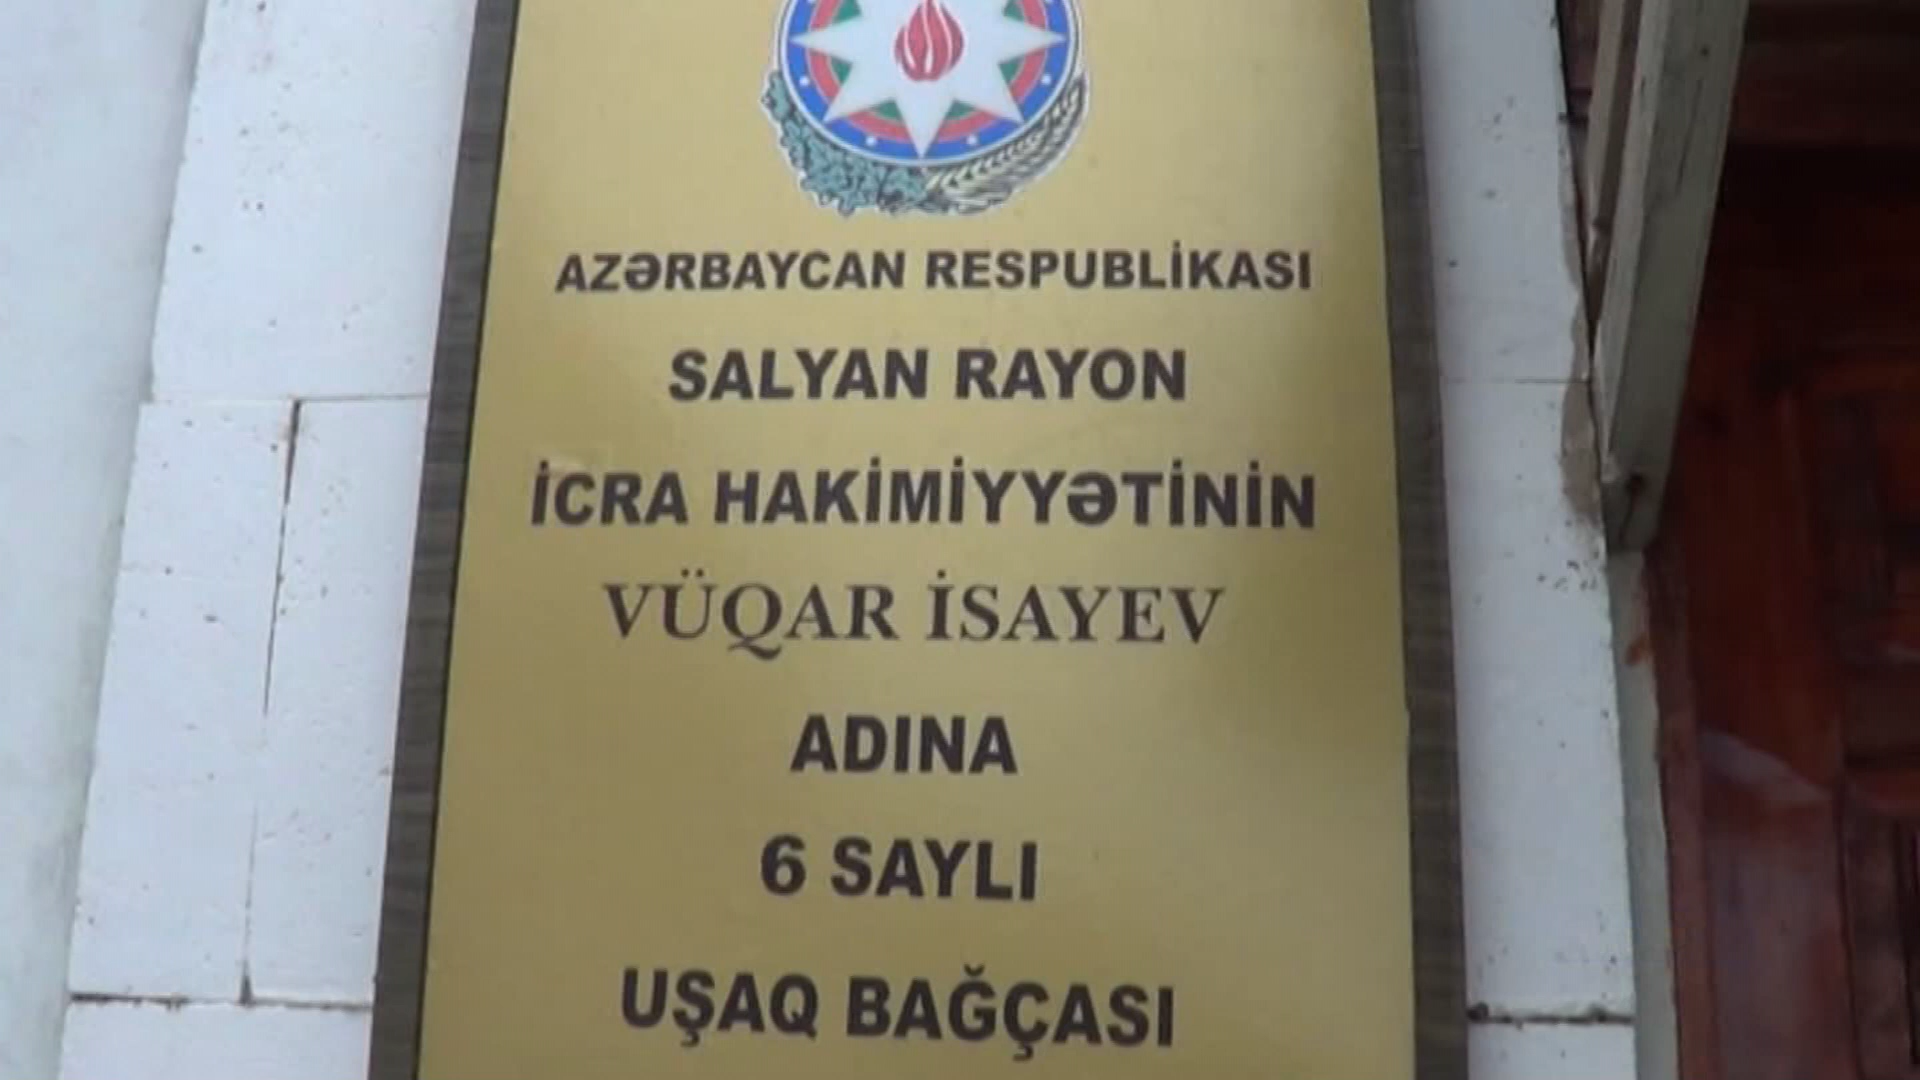 AZƏRBAYCAN RESPUBLİKASI
SALYAN RAYON
İCRA HAKİMİYYƏTİNİN
VÜQAR İSAYEV
ADINA
6 SAYLI
UŞAQ BAĞÇASI